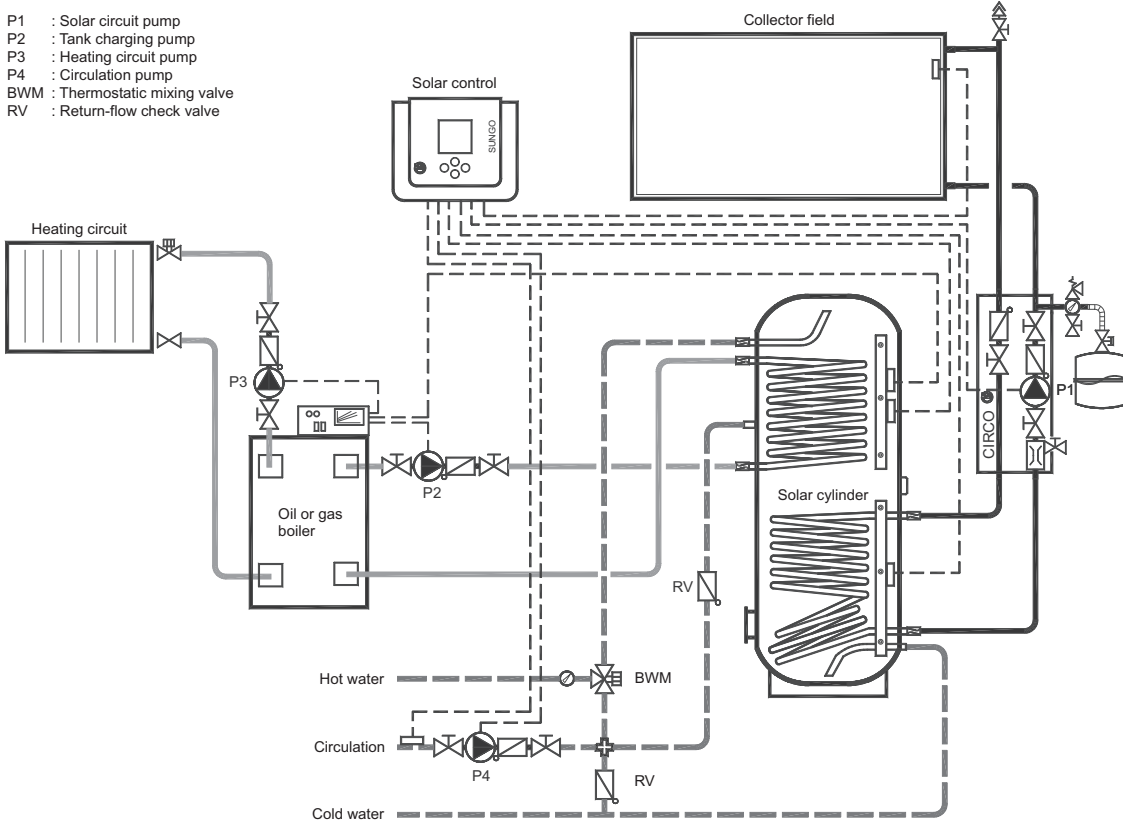 P1 : Solar circuit pump
P2 : Tank charging pump
P3 : Heating circuit pump
P4 : Circulation pump
BWM : Thermostatic mixing valve
RV : Return-flow check valve
Collector field
Solar control
SUNGO
Heating circuit
P3
P1
CIRCO
P2
Solar cylinder
Oil or gas
boiler
RV
Hot water
BWM
Circulation
P4
RV
Cold water